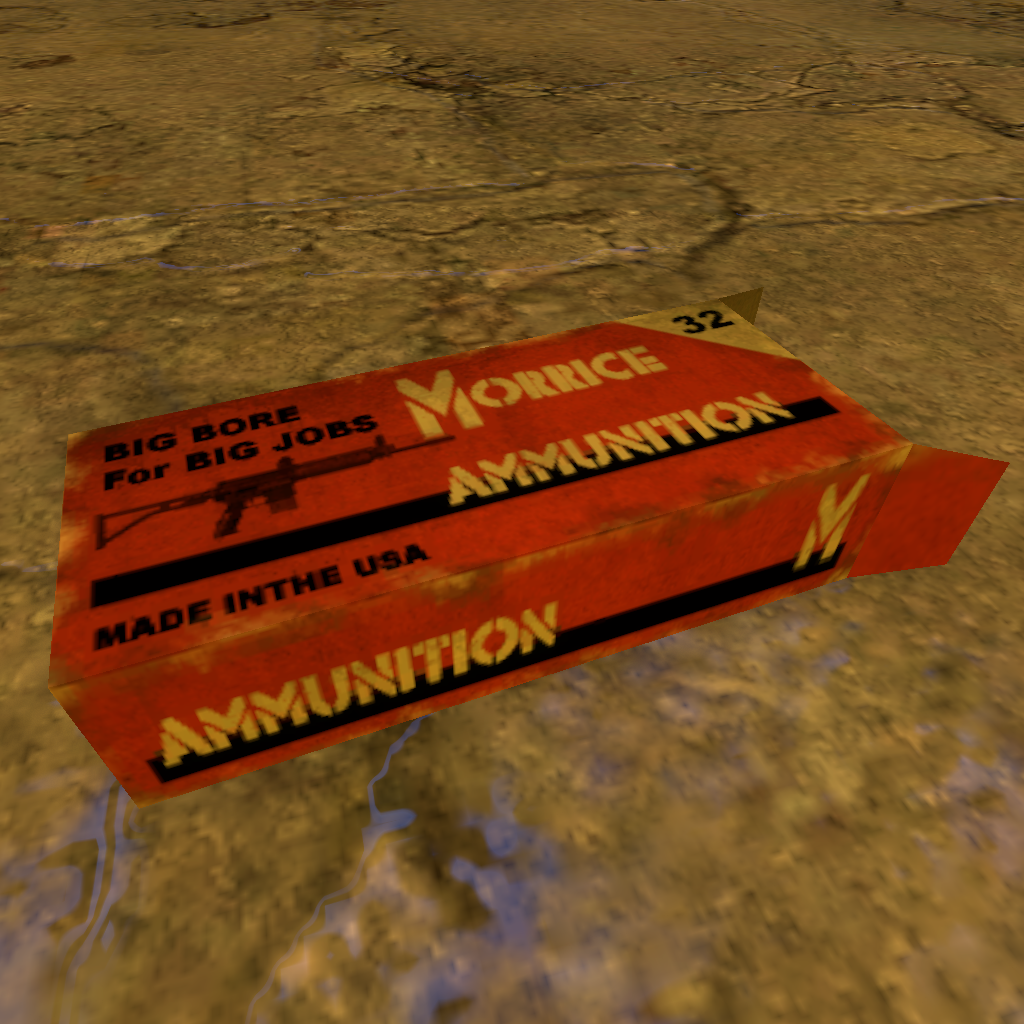 32
MORRICE
AMMUNITION
BIG BORE
For BIG JOBS
MADE INTHE USA
M
AMMUNITION